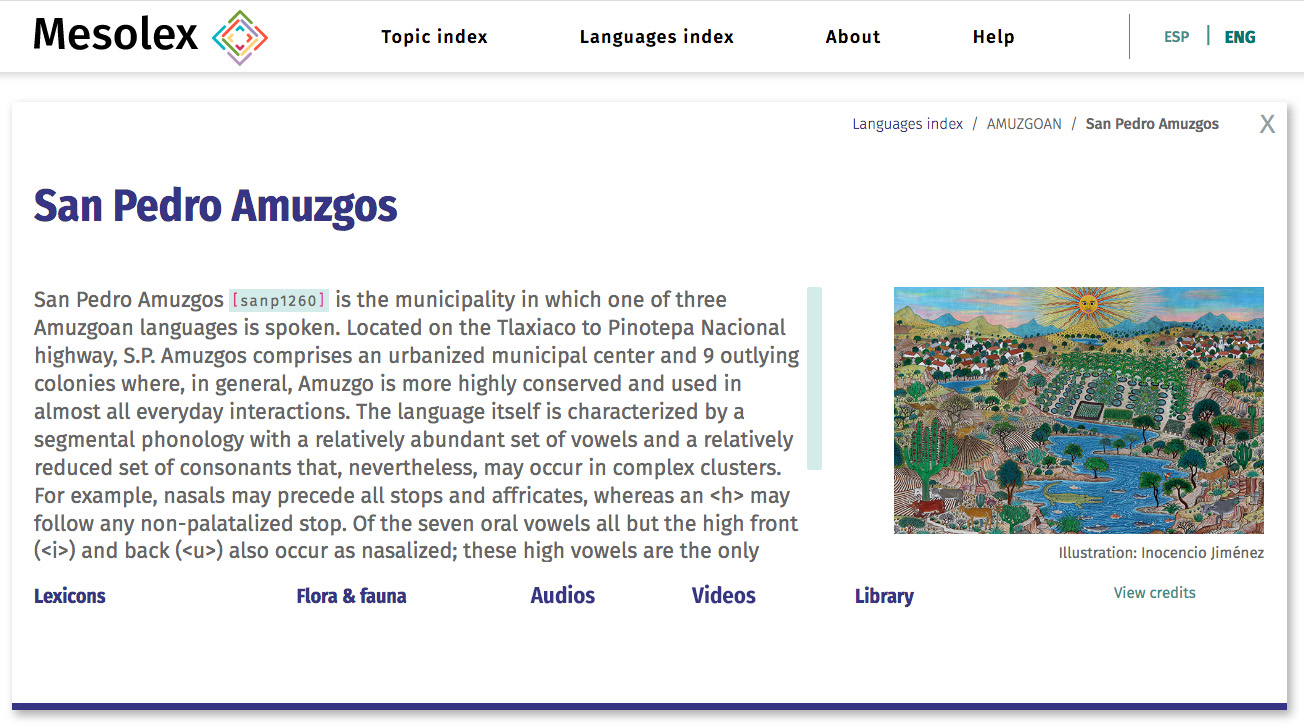 Mesolex
Topic index
Languages index
About
Help
ESP | ENG
Languages index / AMUZGOAN / San Pedro Amuzgos X
San Pedro Amuzgos
San Pedro Amuzgos [sanp1260] is the municipality in which one of three
Amuzgoan languages is spoken. Located on the Tlaxiaco to Pinotepa Nacional
highway, S.P. Amuzgos comprises an urbanized municipal center and 9 outlying
colonies where, in general, Amuzgo is more highly conserved and used in
almost all everyday interactions. The language itself is characterized by a
segmental phonology with a relatively abundant set of vowels and a relatively
reduced set of consonants that, nevertheless, may occur in complex clusters.
For example, nasals may precede all stops and affricates, whereas an <h> may
follow any non-palatalized stop. Of the seven oral vowels all but the high front
(<i>) and back (<u>) also occur as nasalized; these high vowels are the only
Illustration: Inocencio Jiménez
Lexicons
Flora & fauna
Audios
Videos
Library
View credits